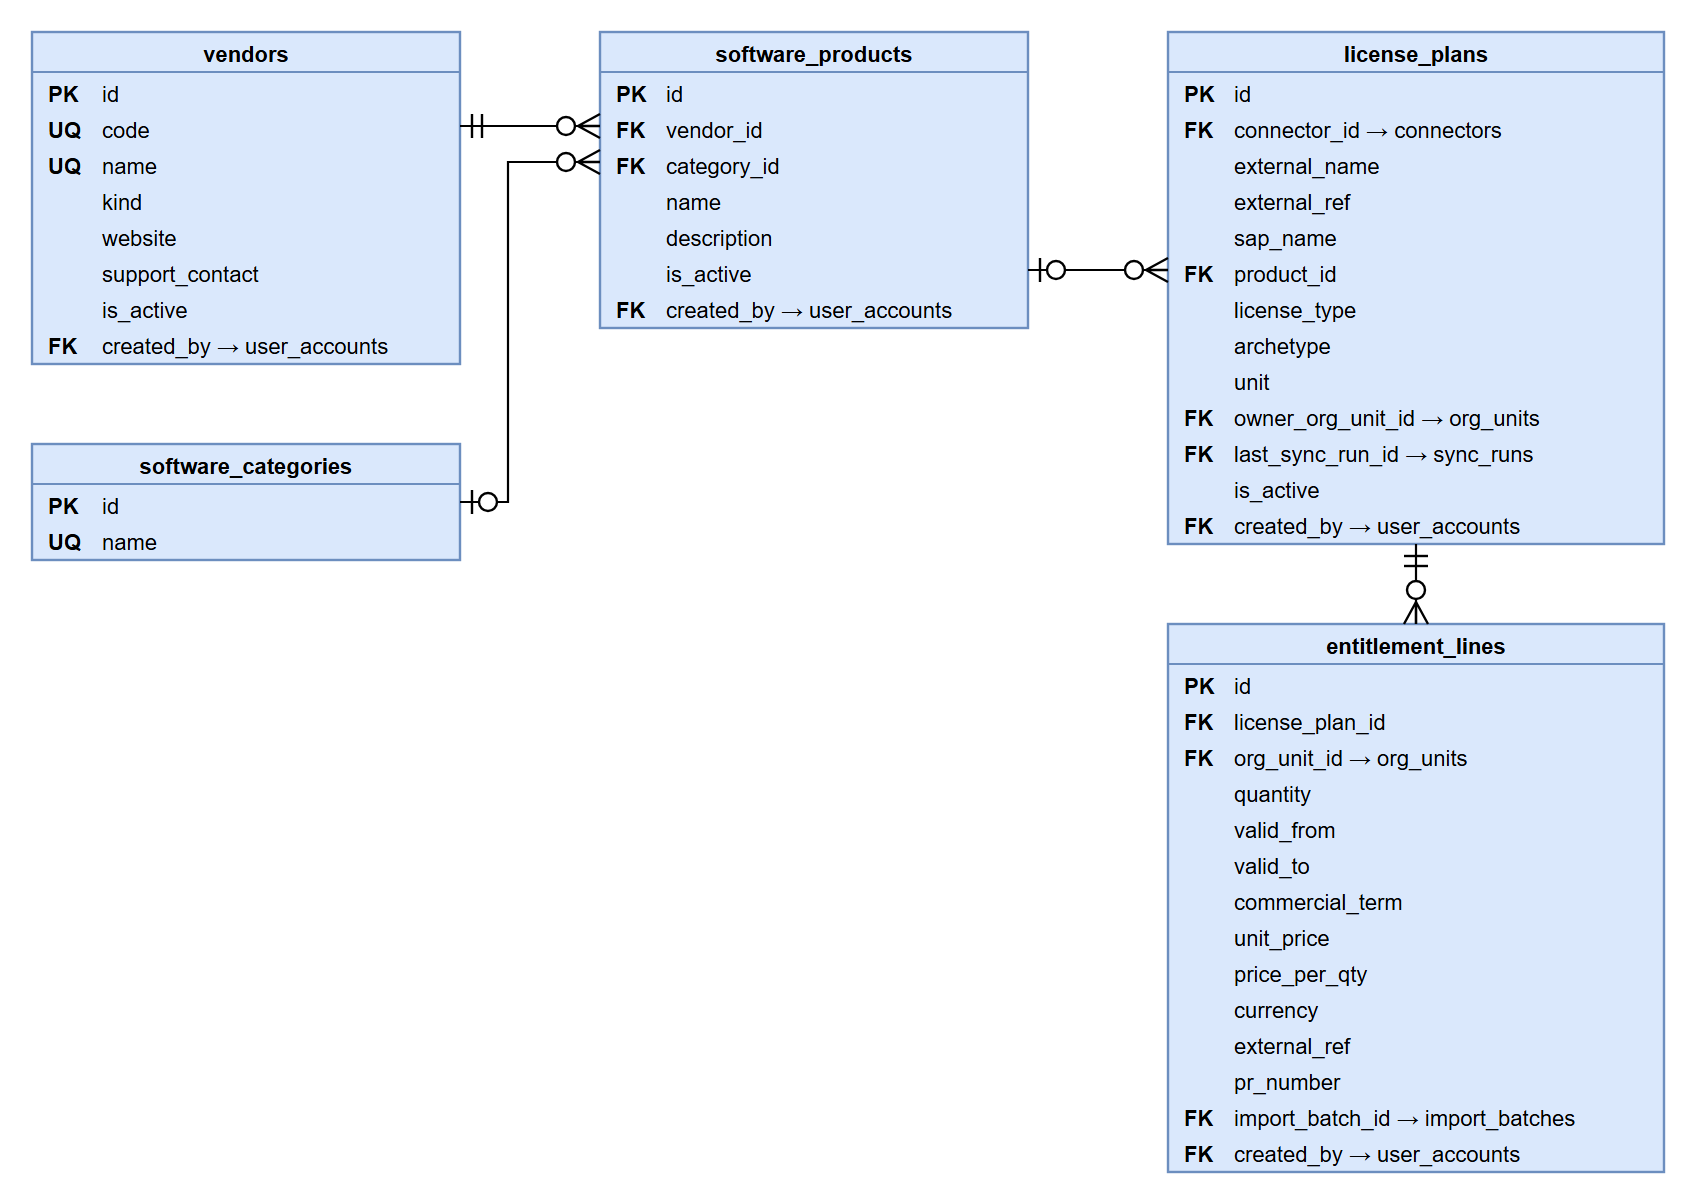 vendors
PK id
UQ code
UQ name
kind
website
support_contact
is_active
FK created_by → user_accounts
software_categories
PK id
UQ name
software_products
PK id
FK vendor_id
FK category_id
name
description
is_active
FK created_by → user_accounts
license_plans
PK id
FK connector_id → connectors
external_name
external_ref
sap_name
FK product_id
license_type
archetype
unit
FK owner_org_unit_id → org_units
FK last_sync_run_id → sync_runs
is_active
FK created_by → user_accounts
entitlement_lines
PK id
FK license_plan_id
FK org_unit_id → org_units
quantity
valid_from
valid_to
commercial_term
unit_price
price_per_qty
currency
external_ref
pr_number
FK import_batch_id → import_batches
FK created_by → user_accounts